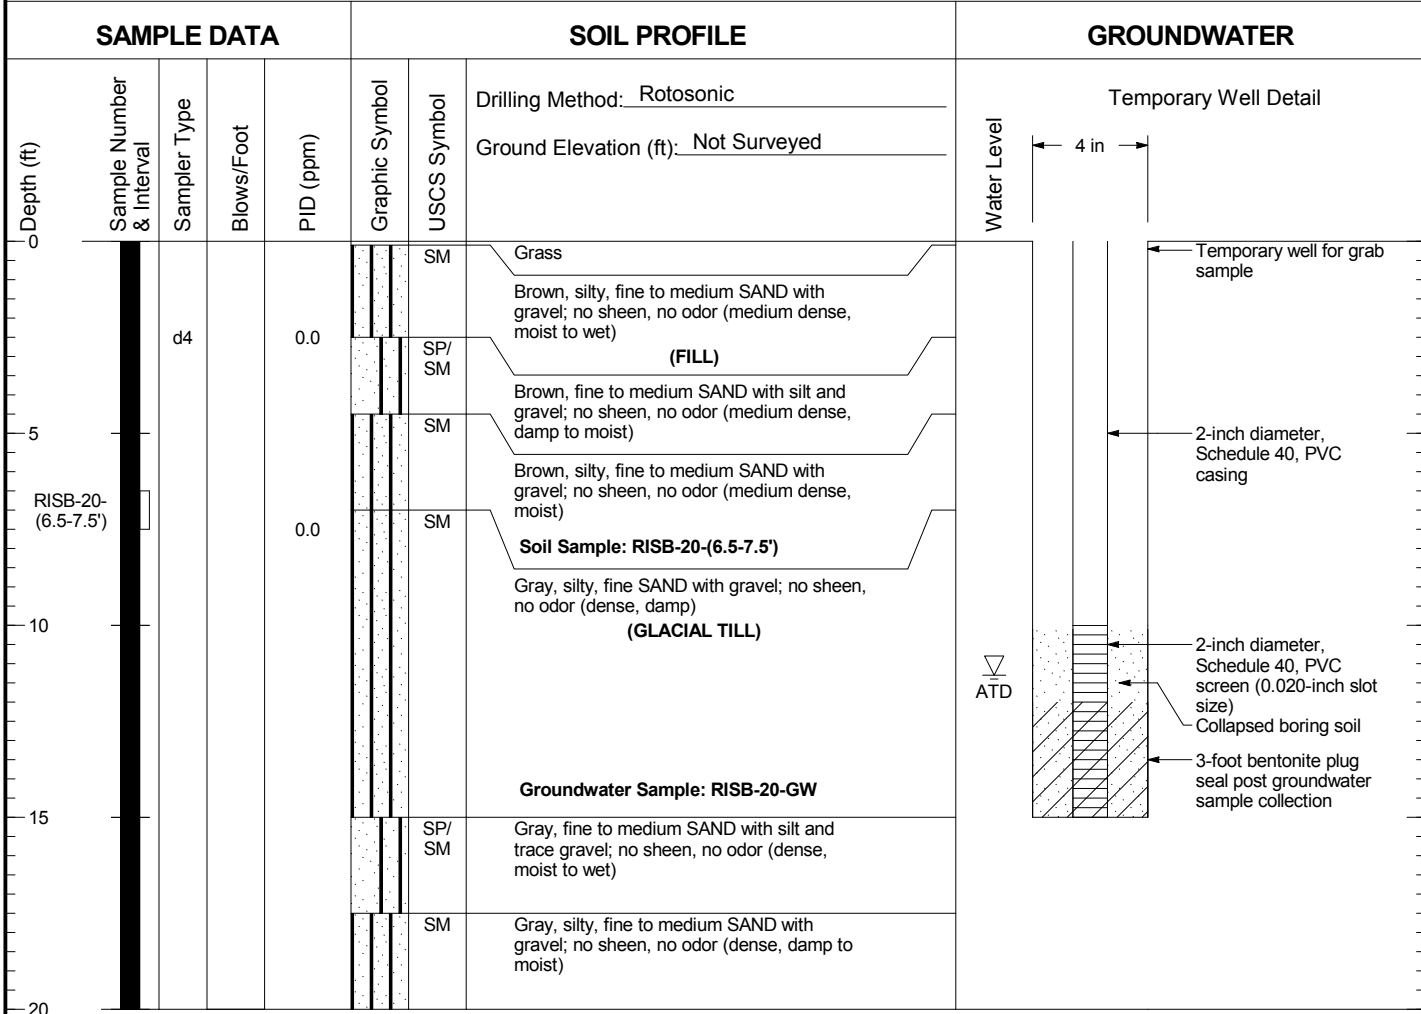 SAMPLE DATA
SOIL PROFILE
GROUNDWATER
Depth (ft)
Sample Number
& Interval
Sampler Type
Blows/Foot
PID (ppm)
Graphic Symbol
USCS Symbol
Drilling Method: Rotosonic
Ground Elevation (ft): Not Surveyed
Water Level
Temporary Well Detail
4 in
0
SM
Grass
Temporary well for grab
sample
Brown, silty, fine to medium SAND with
gravel; no sheen, no odor (medium dense,
moist to wet)
d4
0.0
SP/
SM
(FILL)
Brown, fine to medium SAND with silt and
gravel; no sheen, no odor (medium dense,
damp to moist)
5
SM
2-inch diameter,
Schedule 40, PVC
casing
Brown, silty, fine to medium SAND with
gravel; no sheen, no odor (medium dense,
moist)
RISB-20-
(6.5-7.5')
0.0
SM
Soil Sample: RISB-20-(6.5-7.5')
Gray, silty, fine SAND with gravel; no sheen,
no odor (dense, damp)
(GLACIAL TILL)
10
ATD
2-inch diameter,
Schedule 40, PVC
screen (0.020-inch slot
size)
Collapsed boring soil
3-foot bentonite plug
seal post groundwater
sample collection
Groundwater Sample: RISB-20-GW
15
SP/
SM
Gray, fine to medium SAND with silt and
trace gravel; no sheen, no odor (dense,
moist to wet)
SM
Gray, silty, fine to medium SAND with
gravel; no sheen, no odor (dense, damp to
moist)
20